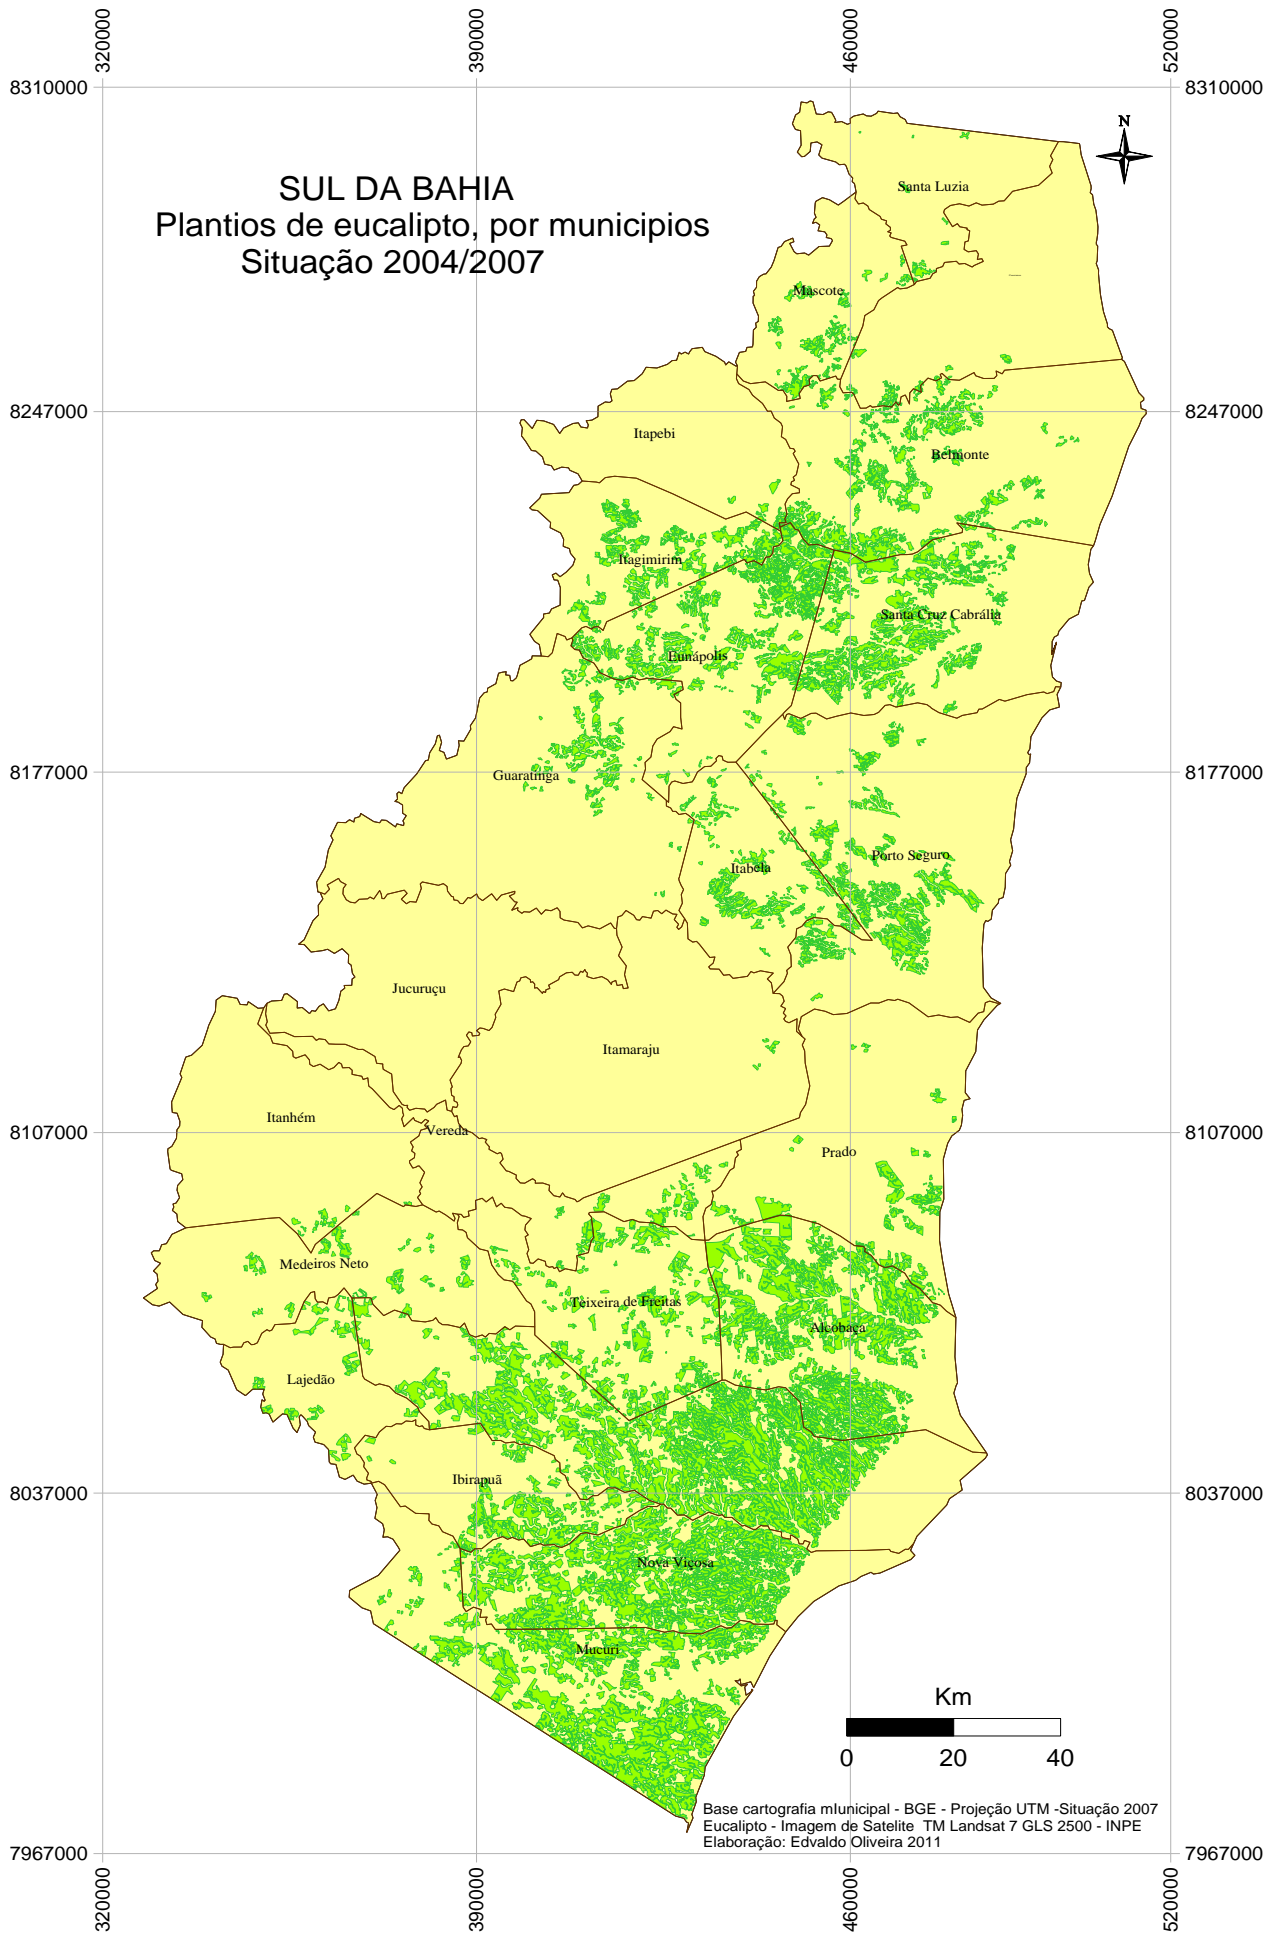 320000
390000
460000
520000
8310000
8310000
N
SUL DA BAHIA
Plantios de eucalipto, por municipios
Situação 2004/2007
Santa Luzia
Mascote
8247000
8247000
Itapebi
Belmonte
Itagimirim
Santa Cruz Cabrália
Eunápolis
8177000
8177000
Guaratinga
Porto Seguro
Itabela
Jucuruçu
Itamaraju
Itanhém
8107000
8107000
Vereda
Prado
Medeiros Neto
Teixeira de Freitas
Alcobaça
Lajedão
Ibirapuã
8037000
8037000
Nova Viçosa
Mucuri
Km
0 20 40
Base cartografia mlunicipal - BGE - Projeção UTM -Situação 2007
Eucalipto - Imagem de Satelite TM Landsat 7 GLS 2500 - INPE
Elaboração: Edvaldo Oliveira 2011
7967000
7967000
320000
390000
460000
520000